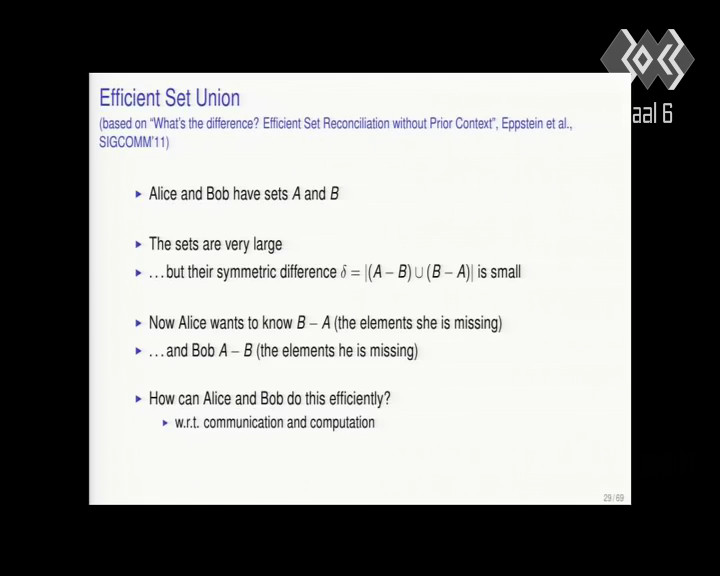 Efficient Set Union
(based on "What's the difference? Efficient Set Reconciliation without Prior Context", Eppstein et al.,
SIGCOMM'11)
aal 6
▸ Alice and Bob have sets A and B
▸ The sets are very large
▸ ...but their symmetric difference δ = |(A − B) ∪ (B − A)| is small
▸ Now Alice wants to know B − A (the elements she is missing)
▸ ...and Bob A − B (the elements he is missing)
▸ How can Alice and Bob do this efficiently?
▸ w.r.t. communication and computation
29/69